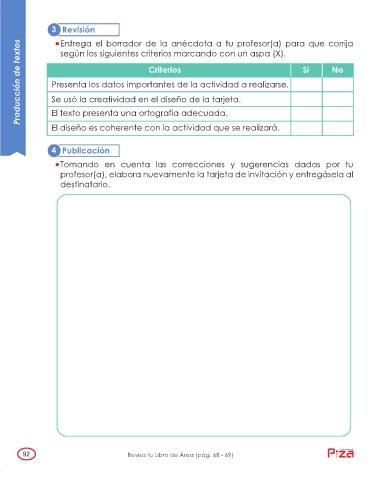 3 Revisión
•Entrega el borrador de la anécdota a tu profesor(a) para que corrija
según los siguientes criterios marcando con un aspa (X).
Criterios Sí No
Presenta los datos importantes de la actividad a realizarse.
Se usó la creatividad en el diseño de la tarjeta.
El texto presenta una ortografía adecuada.
El diseño es coherente con la actividad que se realizará.
4 Publicación
•Tomando en cuenta las correcciones y sugerencias dadas por tu
profesor(a), elabora nuevamente la tarjeta de invitación y entregásela al
destinatario.
Producción de textos
92
Revisa tu Libro de Área (pág. 68 - 69)
Piza